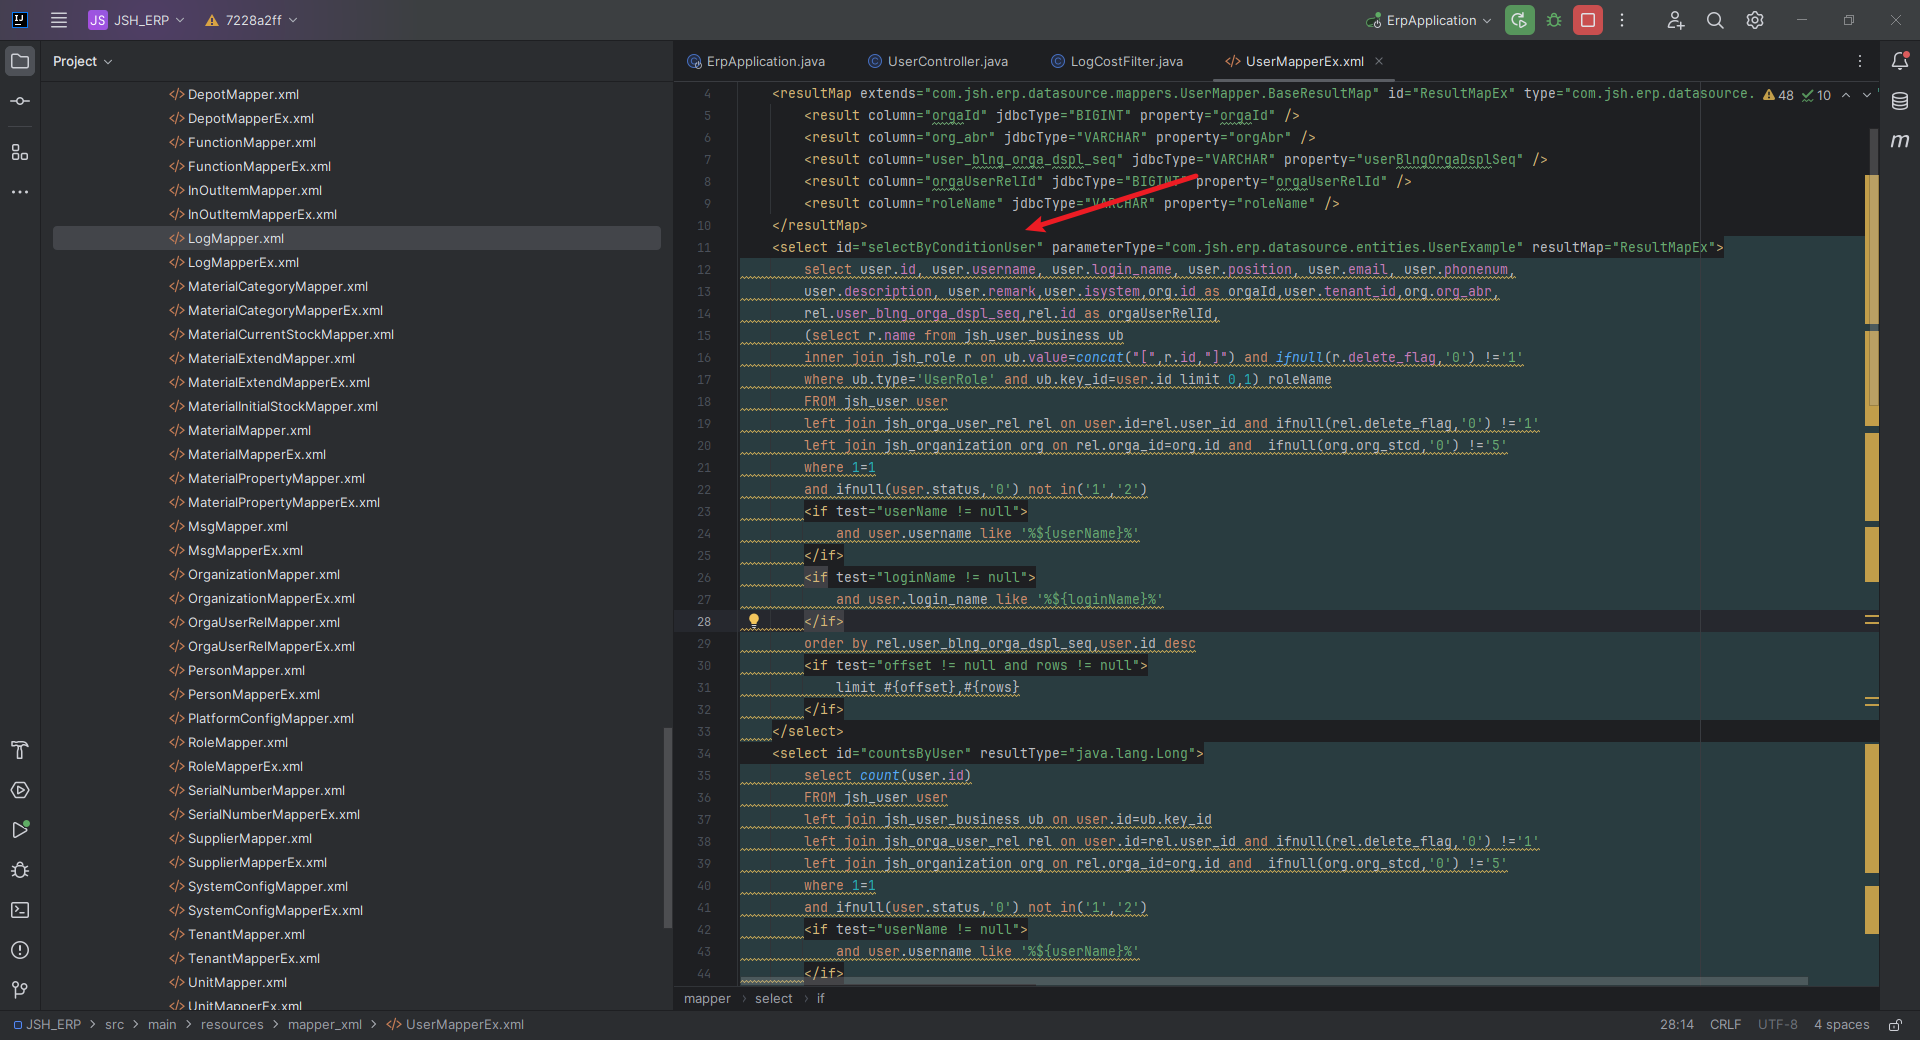 JS JSH_ERP 7228a2ff ErpApplication
Project
DepotMapper.xml
DepotMapperEx.xml
FunctionMapper.xml
FunctionMapperEx.xml
InOutItemMapper.xml
InOutItemMapperEx.xml
LogMapper.xml
LogMapperEx.xml
MaterialCategoryMapper.xml
MaterialCategoryMapperEx.xml
MaterialCurrentStockMapper.xml
MaterialExtendMapper.xml
MaterialExtendMapperEx.xml
MaterialInitialStockMapper.xml
MaterialMapper.xml
MaterialMapperEx.xml
MaterialPropertyMapper.xml
MaterialPropertyMapperEx.xml
MsgMapper.xml
MsgMapperEx.xml
OrganizationMapper.xml
OrganizationMapperEx.xml
OrgaUserRelMapper.xml
OrgaUserRelMapperEx.xml
PersonMapper.xml
PersonMapperEx.xml
PlatformConfigMapper.xml
RoleMapper.xml
RoleMapperEx.xml
SerialNumberMapper.xml
SerialNumberMapperEx.xml
SupplierMapper.xml
SupplierMapperEx.xml
SystemConfigMapper.xml
SystemConfigMapperEx.xml
TenantMapper.xml
TenantMapperEx.xml
UnitMapper.xml
UnitMapperEx.xml
ErpApplication.java UserController.java LogCostFilter.java UserMapperEx.xml
48 10
4 <resultMap extends="com.jsh.erp.datasource.mappers.UserMapper.BaseResultMap" id="ResultMapEx" type="com.jsh.erp.datasource.
5 <result column="orgaId" jdbcType="BIGINT" property="orgaId" />
6 <result column="org_abr" jdbcType="VARCHAR" property="orgAbr" />
7 <result column="user_blng_orga_dspl_seq" jdbcType="VARCHAR" property="userBlngOrgaDsplSeq" />
8 <result column="orgaUserRelId" jdbcType="BIGINT" property="orgaUserRelId" />
9 <result column="roleName" jdbcType="VARCHAR" property="roleName" />
10 </resultMap>
11 <select id="selectByConditionUser" parameterType="com.jsh.erp.datasource.entities.UserExample" resultMap="ResultMapEx">
12 select user.id, user.username, user.login_name, user.position, user.email, user.phonenum,
13 user.description, user.remark,user.isystem,org.id as orgaId,user.tenant_id,org.org_abr,
14 rel.user_blng_orga_dspl_seq,rel.id as orgaUserRelId,
15 (select r.name from jsh_user_business ub
16 inner join jsh_role r on ub.value=concat("[",r.id,"]") and ifnull(r.delete_flag,'0') !='1'
17 where ub.type='UserRole' and ub.key_id=user.id limit 0,1) roleName
18 FROM jsh_user user
19 left join jsh_orga_user_rel rel on user.id=rel.user_id and ifnull(rel.delete_flag,'0') !='1'
20 left join jsh_organization org on rel.orga_id=org.id and  ifnull(org.org_stcd,'0') !='5'
21 where 1=1
22 and ifnull(user.status,'0') not in('1','2')
23 <if test="userName != null">
24 and user.username like '%${userName}%'
25 </if>
26 <if test="loginName != null">
27 and user.login_name like '%${loginName}%'
28 </if>
29 order by rel.user_blng_orga_dspl_seq,user.id desc
30 <if test="offset != null and rows != null">
31 limit #{offset},#{rows}
32 </if>
33 </select>
34 <select id="countsByUser" resultType="java.lang.Long">
35 select count(user.id)
36 FROM jsh_user user
37 left join jsh_user_business ub on user.id=ub.key_id
38 left join jsh_orga_user_rel rel on user.id=rel.user_id and ifnull(rel.delete_flag,'0') !='1'
39 left join jsh_organization org on rel.orga_id=org.id and  ifnull(org.org_stcd,'0') !='5'
40 where 1=1
41 and ifnull(user.status,'0') not in('1','2')
42 <if test="userName != null">
43 and user.username like '%${userName}%'
44 </if>
mapper > select > if
JSH_ERP > src > main > resources > mapper_xml > UserMapperEx.xml 28:14 CRLF UTF-8 4 spaces